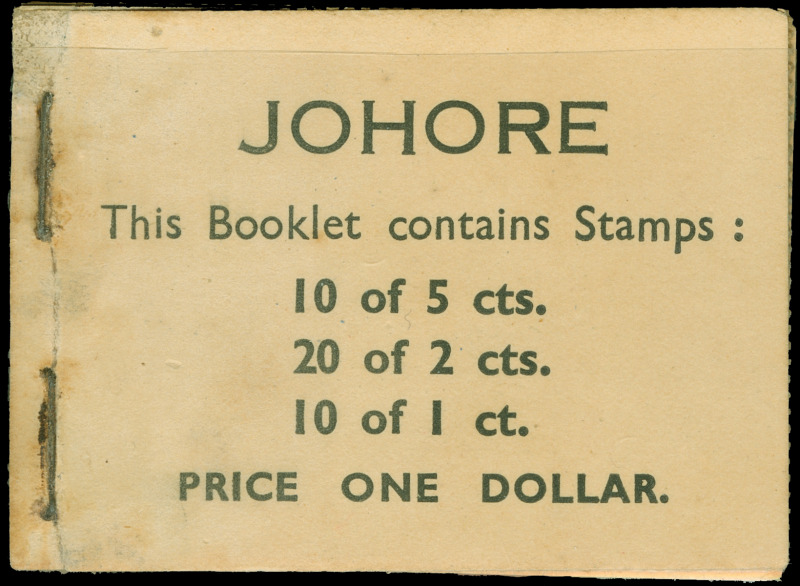 JOHORE
This Booklet contains Stamps :
10 of 5 cts.
20 of 2 cts.
10 of 1 ct.
PRICE ONE DOLLAR.